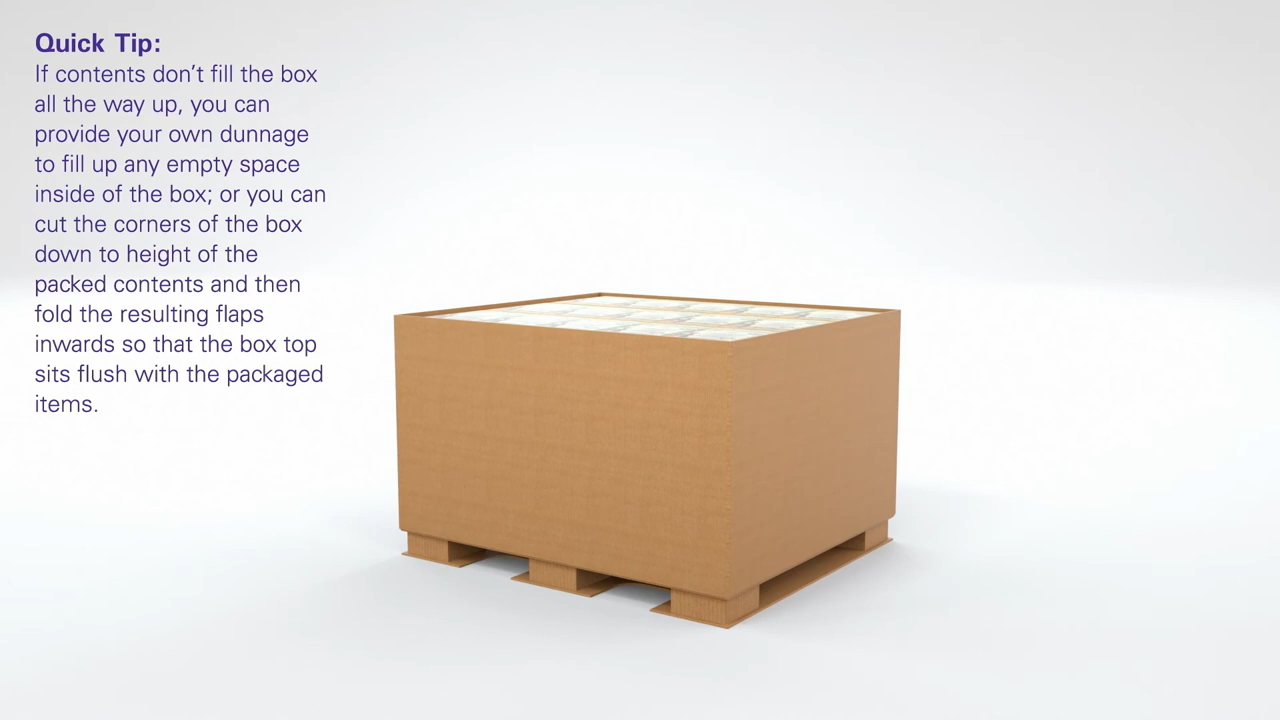 Quick Tip:
If contents don’t fill the box
all the way up, you can
provide your own dunnage
to fill up any empty space
inside of the box; or you can
cut the corners of the box
down to height of the
packed contents and then
fold the resulting flaps
inwards so that the box top
sits flush with the packaged
items.